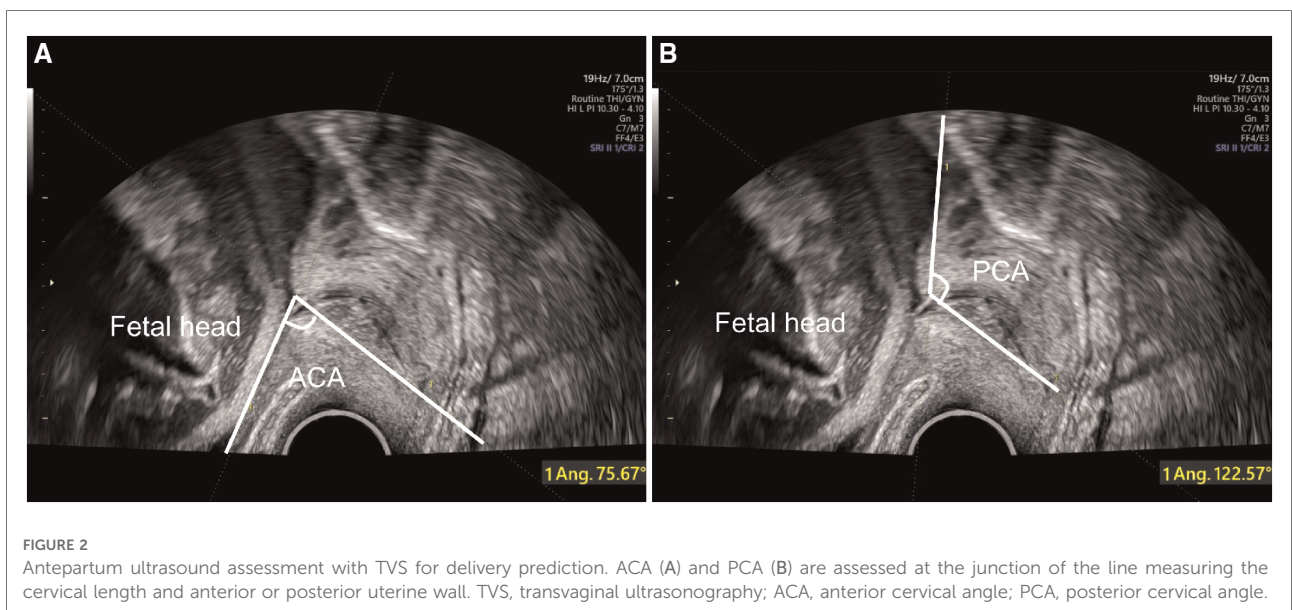 A
19Hz/ 7.0cm
175°/1.3
Routine THI/GYN
HI L PI 10.30 - 4.10
Gn 3
C7/M7
FF4/E3
SRI II 1/CRI 2
Fetal head
ACA
1
1 Ang. 75.67°
B
19Hz/ 7.0cm
175°/1.3
Routine THI/GYN
HI L PI 10.30 - 4.10
Gn 3
C7/M7
FF4/E3
SRI II 1/CRI 2
1
PCA
Fetal head
1 Ang. 122.57°
FIGURE 2
Antepartum ultrasound assessment with TVS for delivery prediction. ACA (A) and PCA (B) are assessed at the junction of the line measuring the
cervical length and anterior or posterior uterine wall. TVS, transvaginal ultrasonography; ACA, anterior cervical angle; PCA, posterior cervical angle.